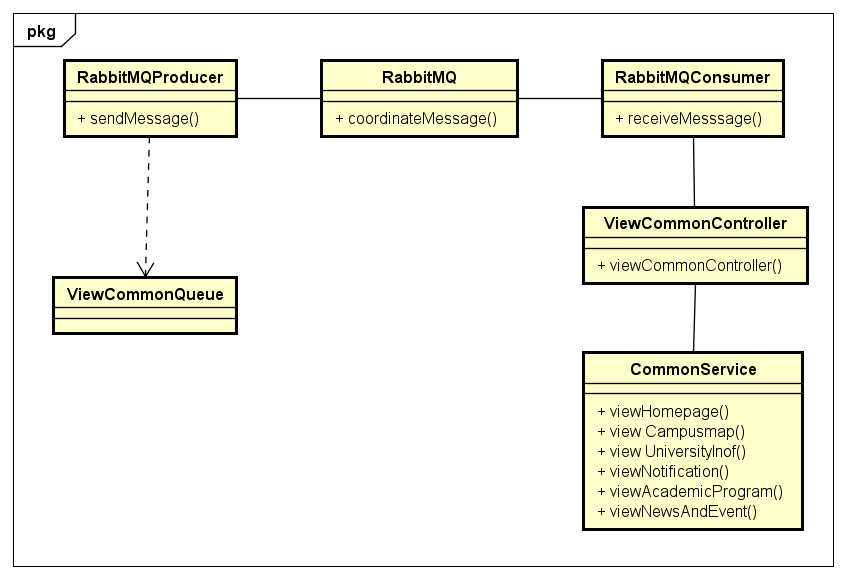 pkg
RabbitMQProducer
+ sendMessage()
RabbitMQ
+ coordinateMessage()
RabbitMQConsumer
+ receiveMesssage()
ViewCommonController
+ viewCommonController()
ViewCommonQueue
CommonService
+ viewHomepage()
+ view Campusmap()
+ view UniversityInof()
+ viewNotification()
+ viewAcademicProgram()
+ viewNewsAndEvent()